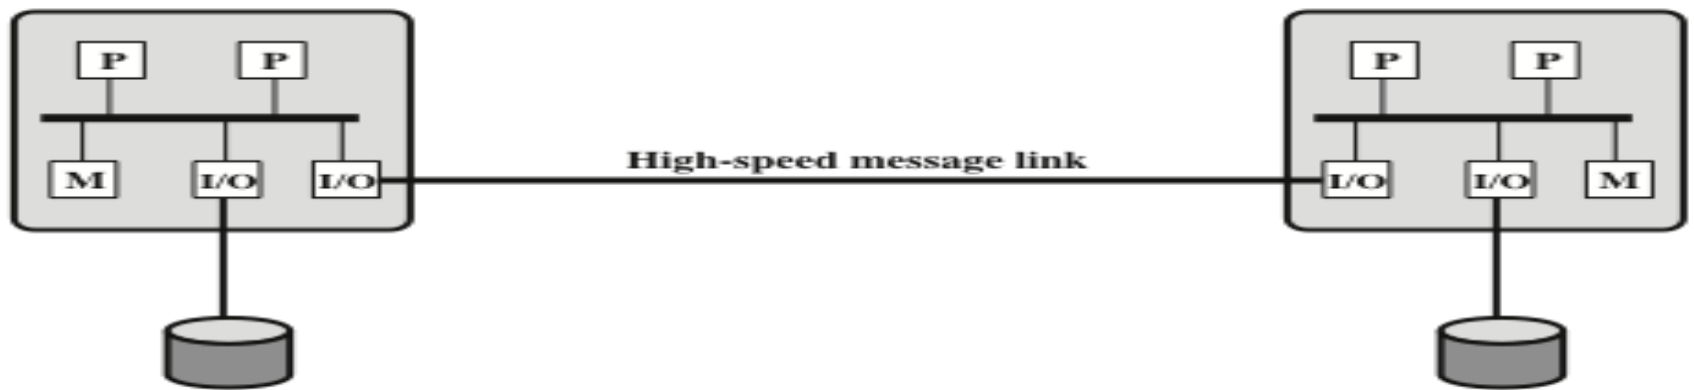 P P P P
High-speed message link
M I/O I/O I/O I/O M